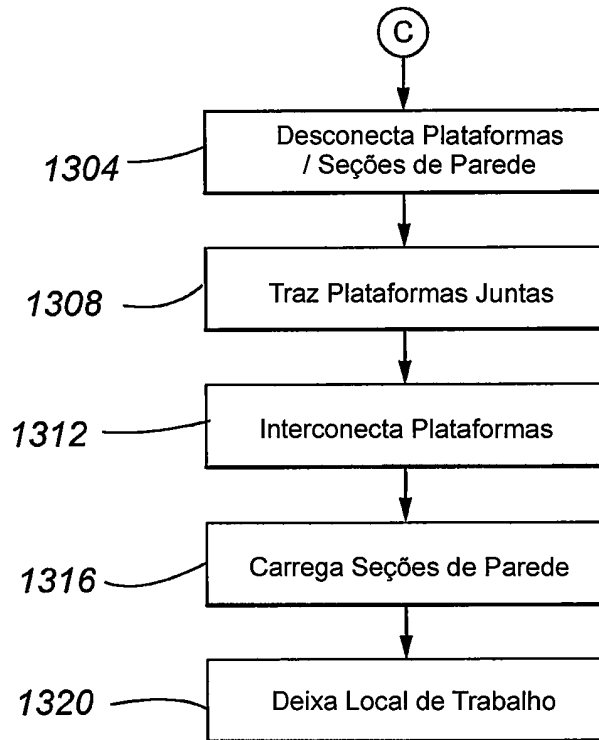 C
1304
Desconecta Plataformas
/ Seções de Parede
1308
Traz Plataformas Juntas
1312
Interconecta Plataformas
1316
Carrega Seções de Parede
1320
Deixa Local de Trabalho